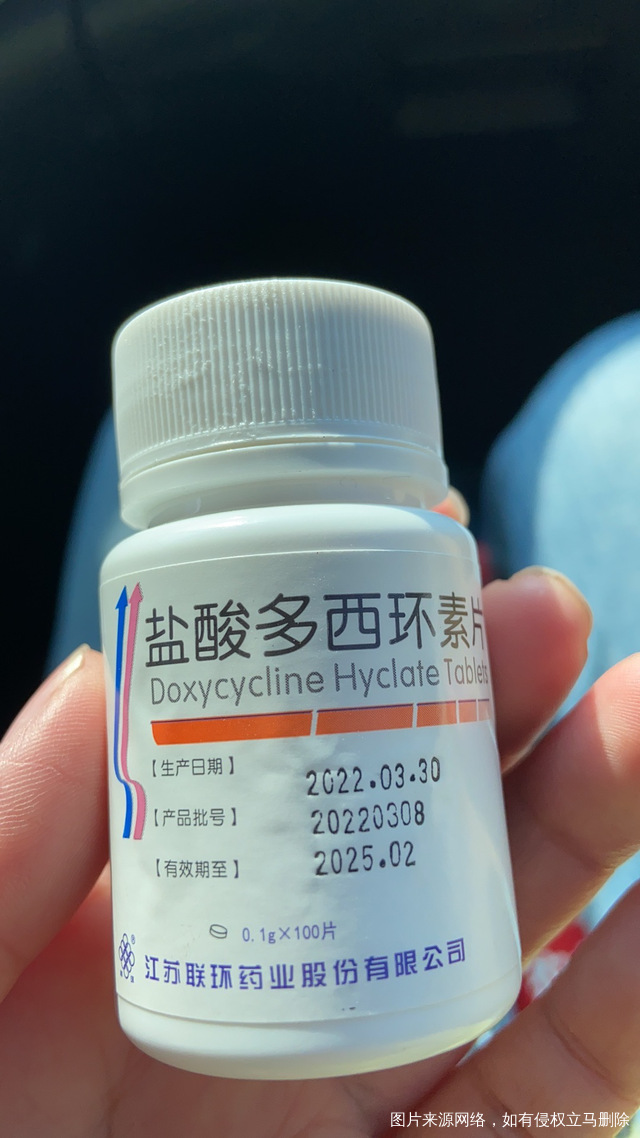 盐酸多西环素片
Doxycycline Hyclate Tablets
【生产日期】 2022.03.30
【产品批号】 20220308
【有效期至】 2025.02
0.1g×100片
江苏联环药业股份有限公司
图片来源网络，如有侵权立马删除